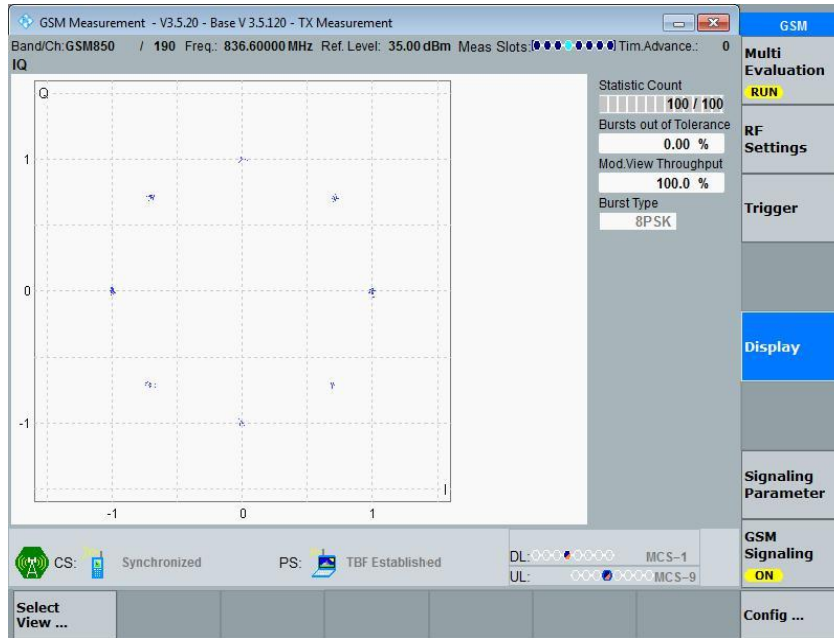 GSM Measurement - V3.5.20 - Base V 3.5.120 - TX Measurement
GSM
Band/Ch: GSM850 / 190 Freq.: 836.60000 MHz Ref. Level: 35.00 dBm Meas Slots: Tim.Advance.: 0
IQ
Multi
Evaluation
RUN
Q
Statistic Count
100 / 100
Bursts out of Tolerance
0.00 %
RF
Settings
1
Mod.View Throughput
100.0 %
Burst Type
8PSK
Trigger
0
Display
-1
I
-1 0 1
Signaling
Parameter
GSM
Signaling
ON
CS: Synchronized PS: TBF Established
DL: MCS-1
UL: MCS-9
Select
View ...
Config ...